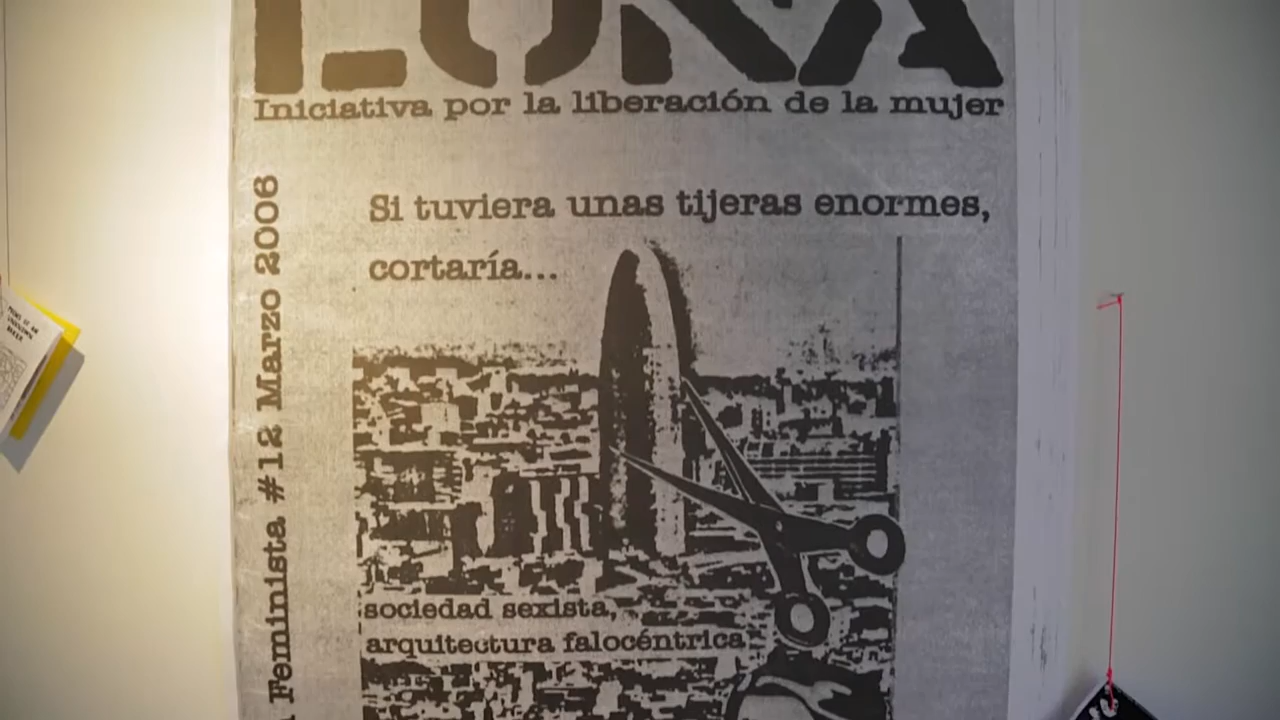 Iniciativa por la liberación de la mujer
Si tuviera unas tijeras enormes,
cortaría...
Feminista #12 Marzo 2006
sociedad sexista,
arquitectura falocéntrica